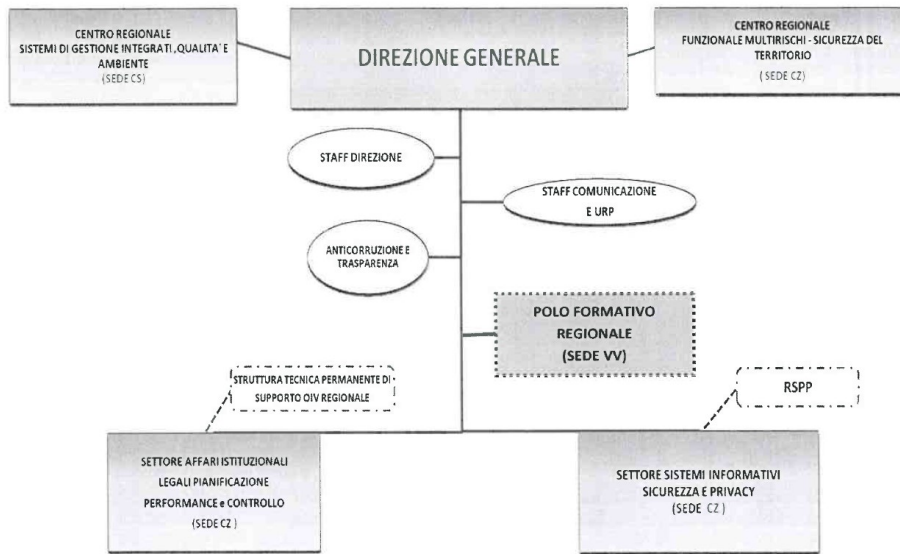 CENTRO REGIONALE
SISTEMI DI GESTIONE INTEGRATI, QUALITA' E
AMBIENTE
(SEDE CS)
DIREZIONE GENERALE
CENTRO REGIONALE
FUNZIONALE MULTIRISCHI - SICUREZZA DEL
TERRITORIO
( SEDE CZ)
STAFF DIREZIONE
STAFF COMUNICAZIONE
E URP
ANTICORRUZIONE E
TRASPARENZA
POLO FORMATIVO
REGIONALE
(SEDE VV)
STRUTTURA TECNICA PERMANENTE DI
SUPPORTO OIV REGIONALE
RSPP
SETTORE AFFARI ISTITUZIONALI
LEGALI PIANIFICAZIONE
PERFORMANCE e CONTROLLO
(SEDE CZ )
SETTORE SISTEMI INFORMATIVI
SICUREZZA E PRIVACY
(SEDE CZ )